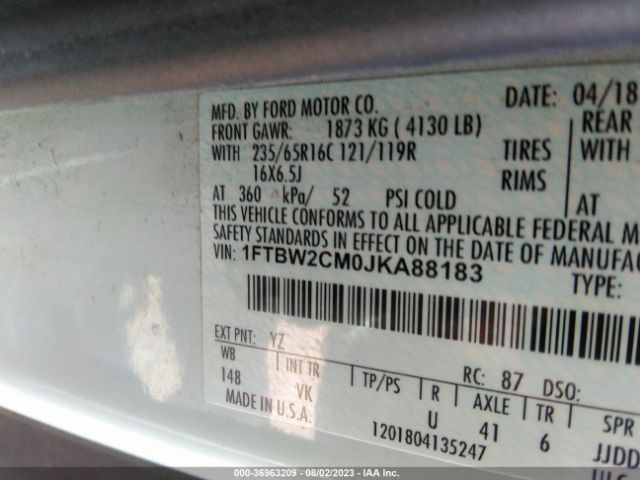 MFD. BY FORD MOTOR CO.
DATE: 04/18
FRONT GAWR: 1873 KG ( 4130 LB)
REAR
WITH 235/65R16C 121/119R TIRES
WITH
16X6.5J RIMS
AT 360 kPa/ 52 PSI COLD
AT
THIS VEHICLE CONFORMS TO ALL APPLICABLE FEDERAL M
SAFETY STANDARDS IN EFFECT ON THE DATE OF MANUFA
VIN: 1FTBW2CM0JKA88183
TYPE:
EXT PNT: YZ
RC: 87 DSO:
WB INT TR TP/PS R AXLE TR SPR
148 VK U 41 6 JJDD
MADE IN U.S.A.
1201804135247
000-36963209 - 08/02/2023 - IAA Inc.